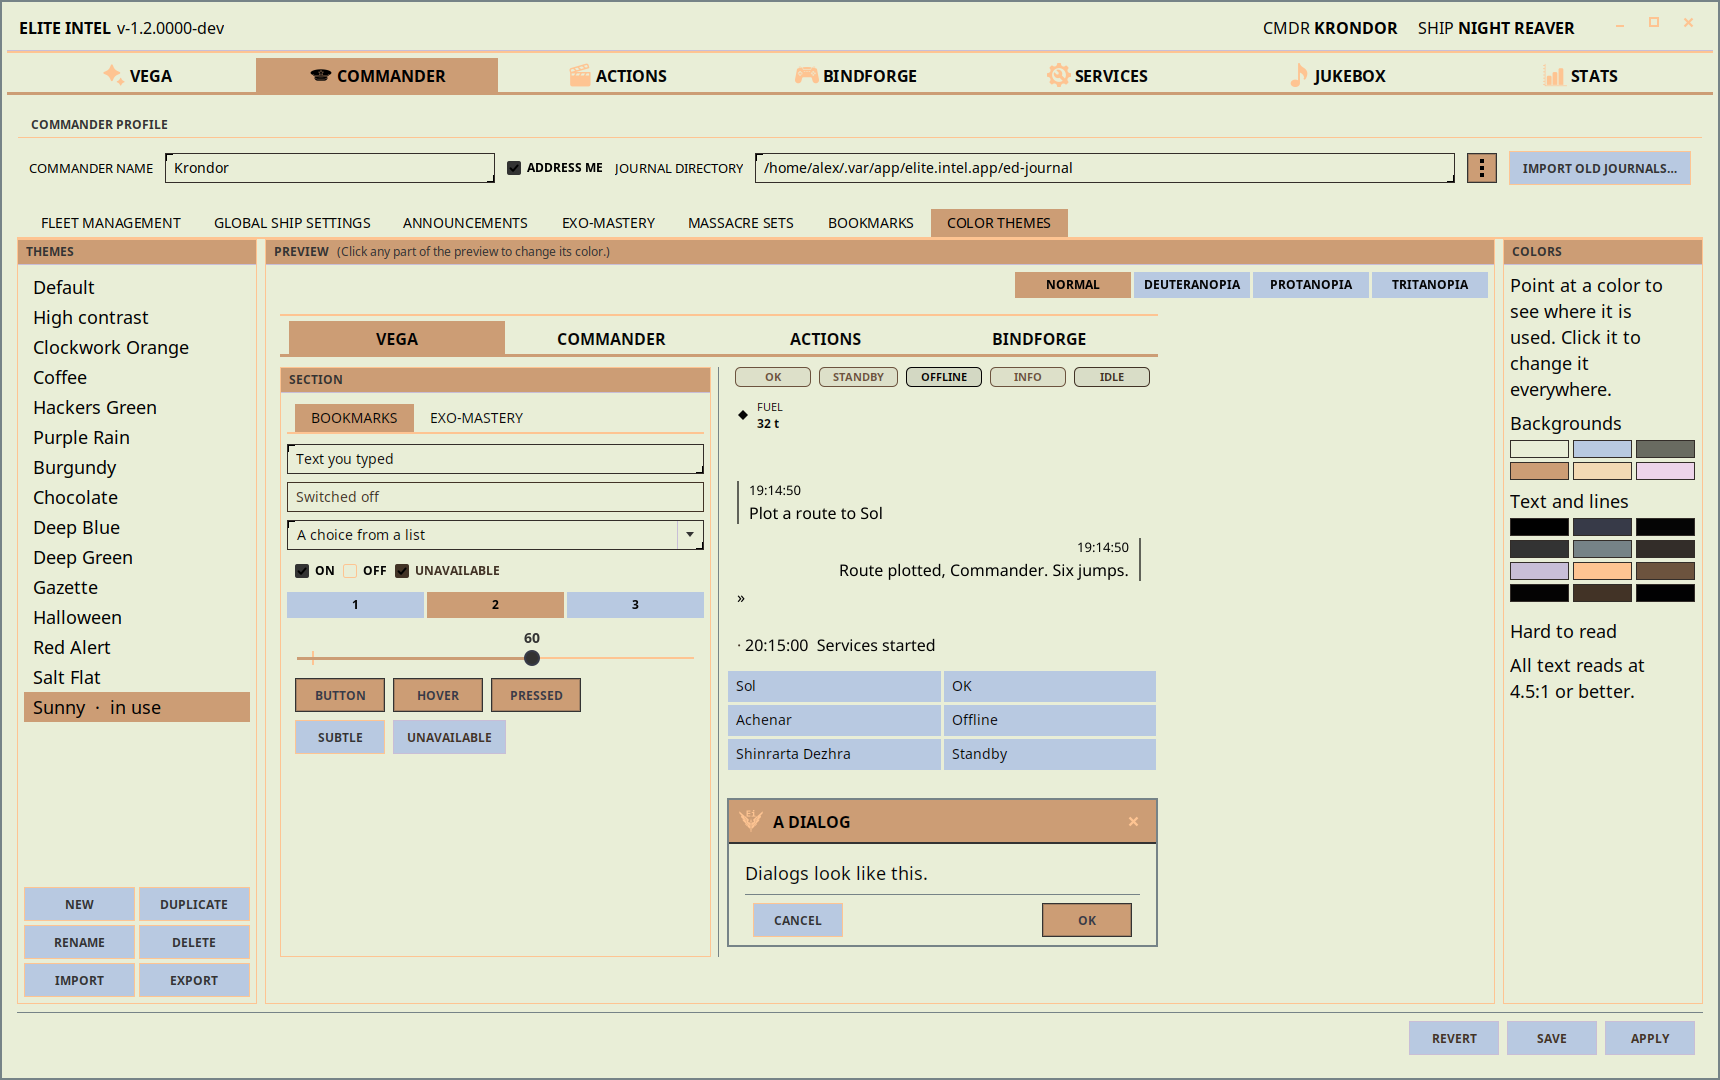 ELITE INTEL v-1.2.0000-dev
CMDR KRONDOR SHIP NIGHT REAVER
VEGA COMMANDER ACTIONS BINDFORGE SERVICES JUKEBOX STATS
COMMANDER PROFILE
COMMANDER NAME Krondor ADDRESS ME JOURNAL DIRECTORY /home/alex/.var/app/elite.intel.app/ed-journal IMPORT OLD JOURNALS...
FLEET MANAGEMENT GLOBAL SHIP SETTINGS ANNOUNCEMENTS EXO-MASTERY MASSACRE SETS BOOKMARKS COLOR THEMES
THEMES
Default
High contrast
Clockwork Orange
Coffee
Hackers Green
Purple Rain
Burgundy
Chocolate
Deep Blue
Deep Green
Gazette
Halloween
Red Alert
Salt Flat
Sunny · in use
NEW DUPLICATE
RENAME DELETE
IMPORT EXPORT
PREVIEW (Click any part of the preview to change its color.)
NORMAL DEUTERANOPIA PROTANOPIA TRITANOPIA
VEGA COMMANDER ACTIONS BINDFORGE
SECTION
BOOKMARKS EXO-MASTERY
Text you typed
Switched off
A choice from a list
ON OFF UNAVAILABLE
1 2 3
60
BUTTON HOVER PRESSED
SUBTLE UNAVAILABLE
OK STANDBY OFFLINE INFO IDLE
FUEL
32 t
19:14:50
Plot a route to Sol
19:14:50
Route plotted, Commander. Six jumps.
»
· 20:15:00 Services started
Sol OK
Achenar Offline
Shinrarta Dezhra Standby
A DIALOG
Dialogs look like this.
CANCEL OK
COLORS
Point at a color to
see where it is
used. Click it to
change it
everywhere.
Backgrounds
Text and lines
Hard to read
All text reads at
4.5:1 or better.
REVERT SAVE APPLY